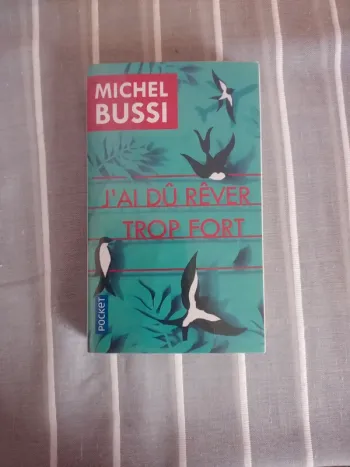 MICHEL
BUSSI
J'AI DÛ RÊVER
TROP FORT
POCKET